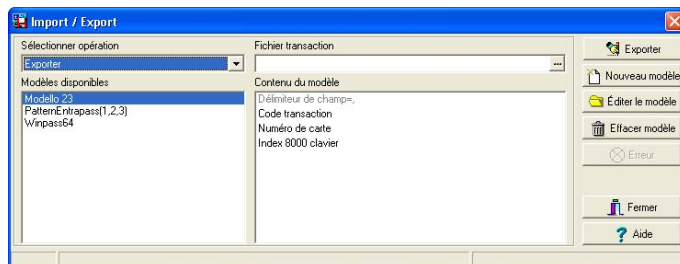 Import / Export
Sélectionner opération
Fichier transaction
Exporter
...
Modèles disponibles
Contenu du modèle
Modello 23
PatternEntrapass(1,2,3)
Winpass64
Délimiteur de champ=,
Code transaction
Numéro de carte
Index 8000 clavier
Exporter
Nouveau modèle
Éditer le modèle
Effacer modèle
Erreur
Fermer
Aide